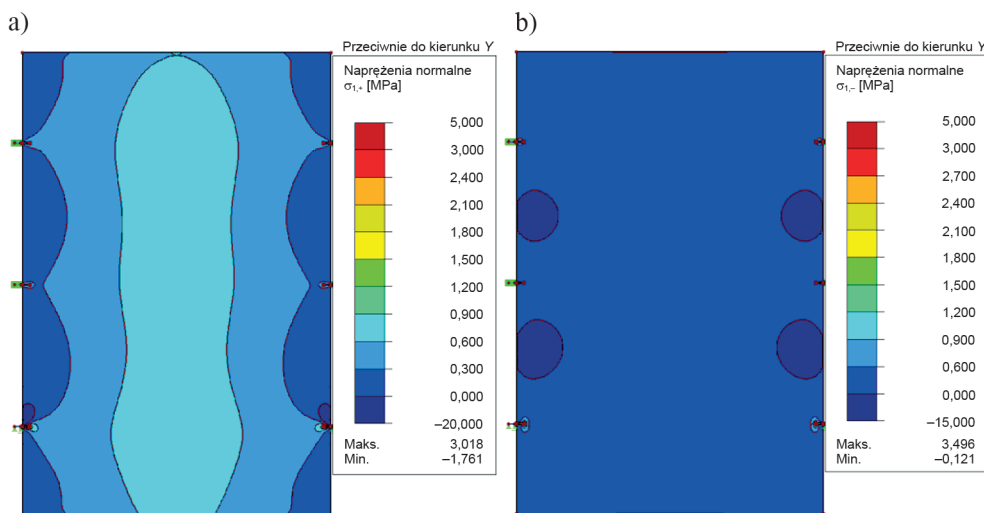 a)
Przeciwnie do kierunku Y
Naprężenia normalne
σ1,+ [MPa]
5,000
3,000
2,400
2,100
1,800
1,500
1,200
0,900
0,600
0,300
0,000
–20,000
Maks. 3,018
Min. –1,761
b)
Przeciwnie do kierunku Y
Naprężenia normalne
σ1,– [MPa]
5,000
3,000
2,700
2,400
2,100
1,800
1,500
1,200
0,900
0,600
0,000
–15,000
Maks. 3,496
Min. –0,121